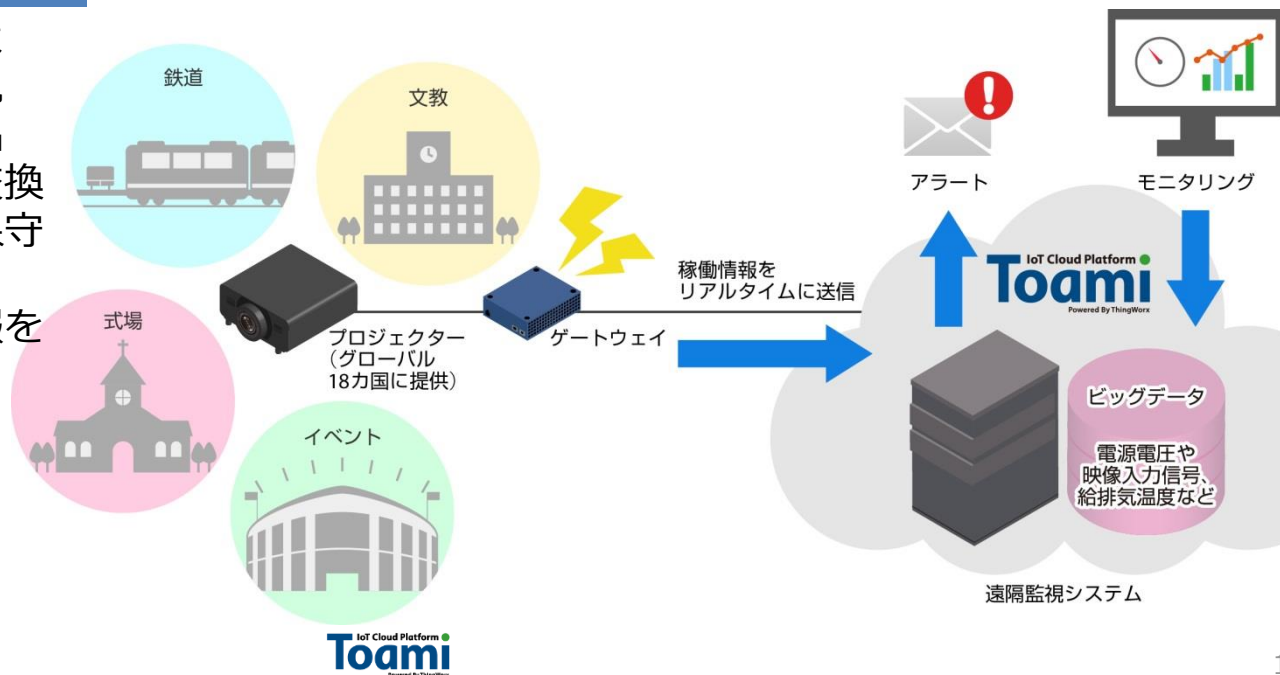 換
守
報を
鉄道
文教
式場
イベント
プロジェクター
（グローバル
18カ国に提供）
ゲートウェイ
稼働情報を
リアルタイムに送信
アラート
モニタリング
IoT Cloud Platform
Toami
Powered By ThingWorx
ビッグデータ
電源電圧や
映像入力信号、
給排気温度など
遠隔監視システム
IoT Cloud Platform
Toami
Powered By ThingWorx